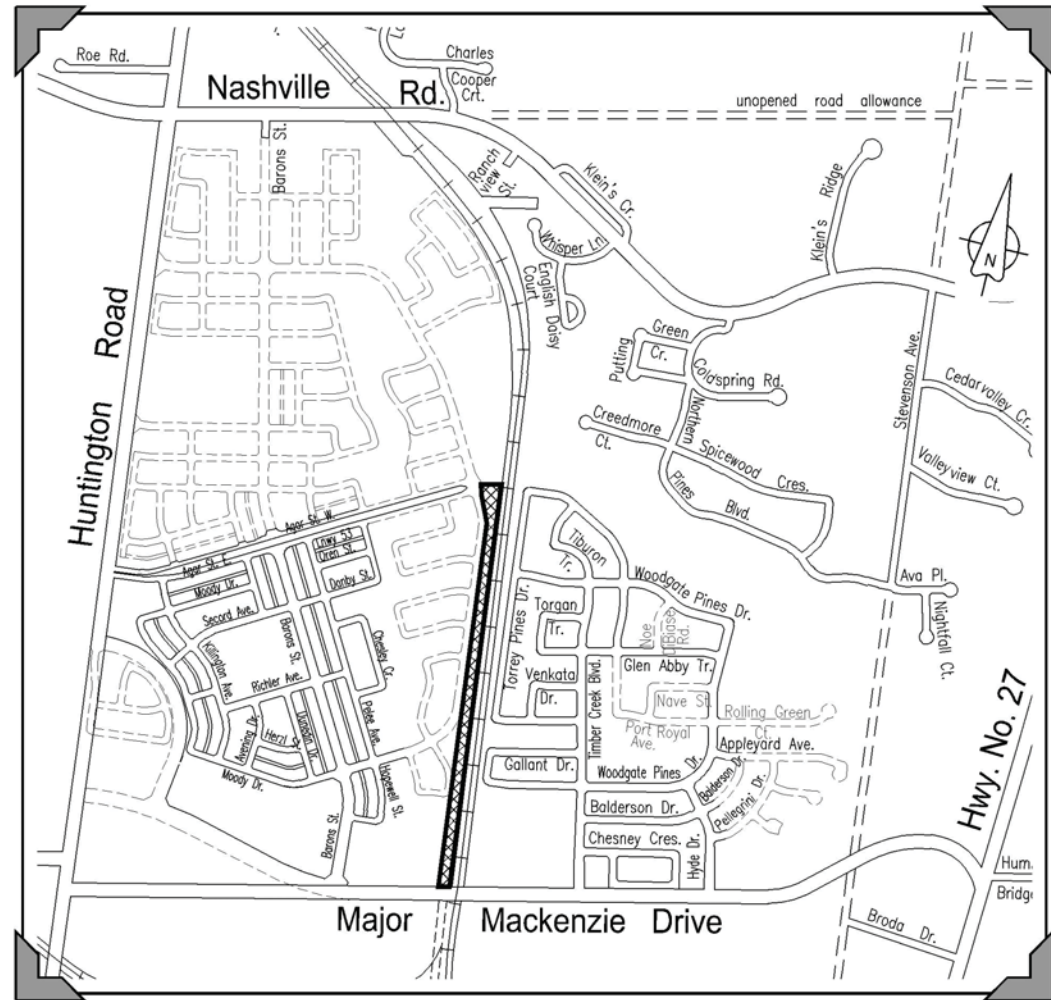 Charles
Cooper
Crt.
Roe Rd.
Nashville Rd.
unopened road allowance
Barons St.
Ranch
view
St.
Klein's Cr.
Klein's Ridge
Whisper Ln.
English Daisy
Court
N
Huntington Road
Green
Cr.
Putting
Coldspring Rd.
Northern
Pines
Blvd.
Creedmore
Ct.
Spicewood Cres.
Stevenson Ave.
Cedarvalley Cr.
Valleyview Ct.
Ava Pl.
Nightfall Ct.
Agar St. W.
Agar St. E.
Lnwy 53
Oren St.
Danby St.
Moody Dr.
Secord Ave.
Killington Ave.
Barons St.
Richler Ave.
Chesley Cr.
Pelee Ave.
Dunedin Dr.
Avening Dr.
Herzl
Moody Dr.
Hopewell St.
Barons St.
Tiburon
Tr.
Woodgate Pines Dr.
Torrey Pines Dr.
Torgan
Tr.
Noe
DiBiase
Rd.
Glen Abby Tr.
Venkata
Dr.
Timber Creek Blvd.
Nave St.
Port Royal
Ave.
Rolling Green
Ct.
Appleyard Ave.
Gallant Dr.
Woodgate Pines Dr.
Balderson Dr.
Balderson Dr.
Pellegrini Dr.
Chesney Cres.
Hyde Dr.
Hwy. No. 27
Hum
Bridge
Major Mackenzie Drive
Broda Dr.